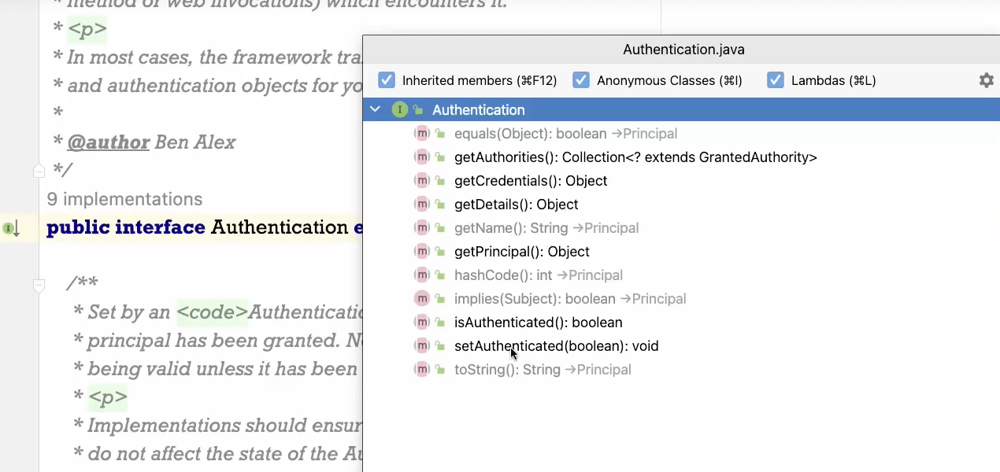 * method or web invocations) which encounters it.
* <p>
* In most cases, the framework tra
* and authentication objects for yo
*
* @author Ben Alex
*/
9 implementations
public interface Authentication e
/**
* Set by an <code>Authenticatio
* principal has been granted. N
* being valid unless it has been
* <p>
* Implementations should ensur
* do not affect the state of the Au
Authentication.java
Inherited members (⌘F12)
Anonymous Classes (⌘I)
Lambdas (⌘L)
I Authentication
m equals(Object): boolean →Principal
m getAuthorities(): Collection<? extends GrantedAuthority>
m getCredentials(): Object
m getDetails(): Object
m getName(): String →Principal
m getPrincipal(): Object
m hashCode(): int →Principal
m implies(Subject): boolean →Principal
m isAuthenticated(): boolean
m setAuthenticated(boolean): void
m toString(): String →Principal